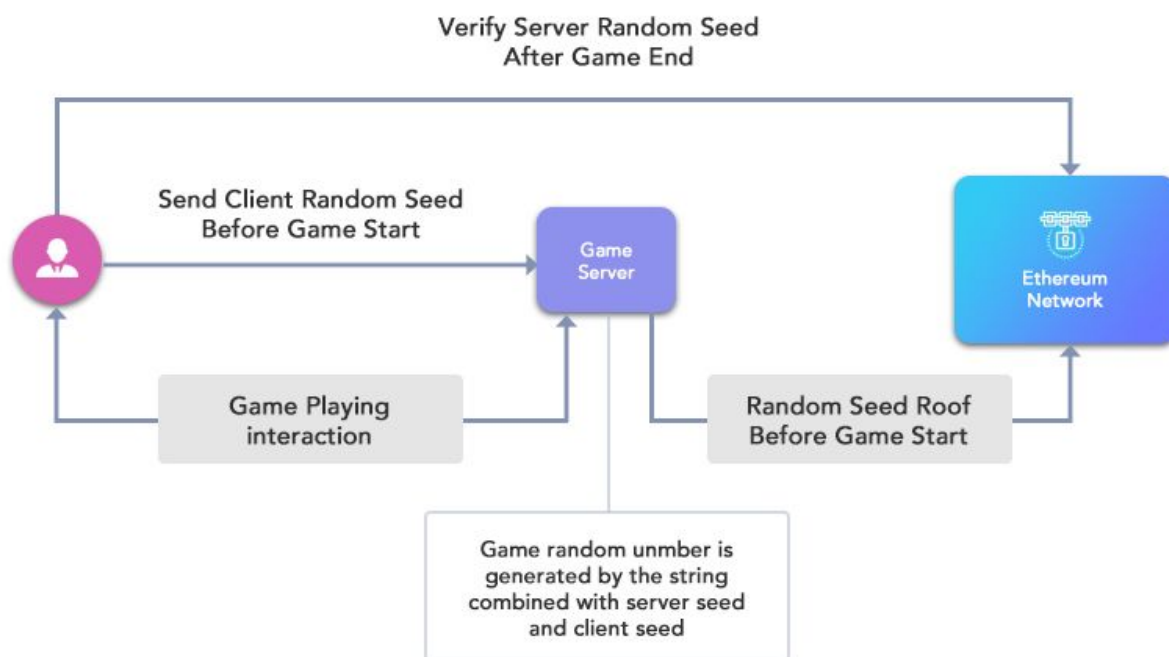 Verify Server Random Seed
After Game End
Send Client Random Seed
Before Game Start
Game
Server
Ethereum
Network
Game Playing
interaction
Random Seed Roof
Before Game Start
Game random unmber is
generated by the string
combined with server seed
and client seed